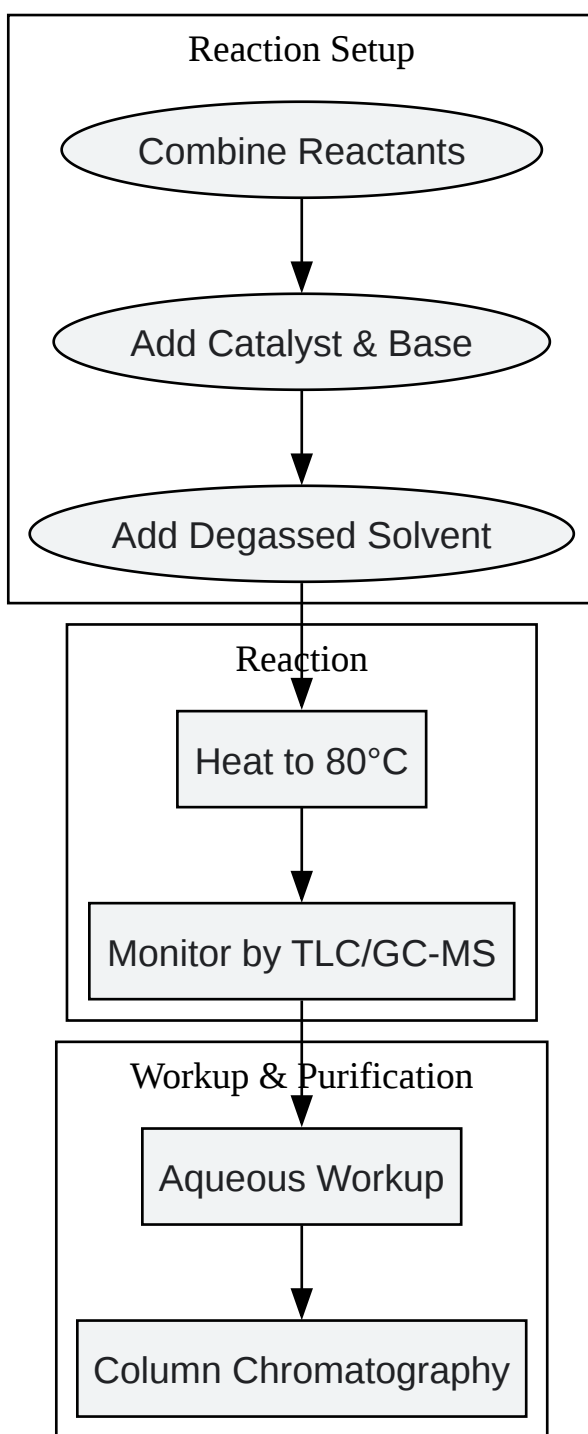 Reaction Setup
Combine Reactants
Add Catalyst & Base
Add Degassed Solvent
Reaction
Heat to 80°C
Monitor by TLC/GC-MS
Workup & Purification
Aqueous Workup
Column Chromatography